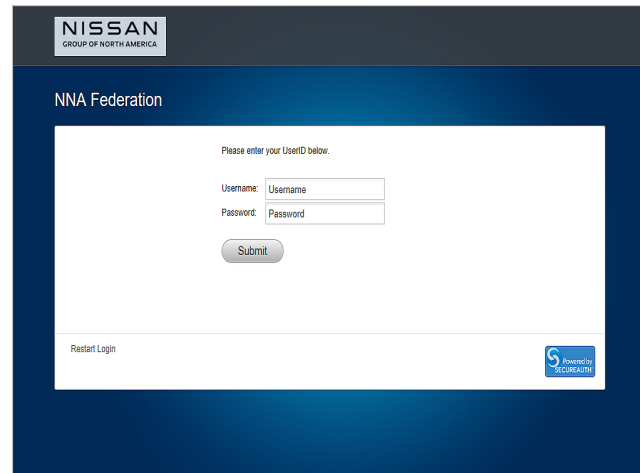 NISSAN
GROUP OF NORTH AMERICA
NNA Federation
Please enter your UserID below.
Username: Username
Password: Password
Submit
Restart Login
S Powered by
SECUREAUTH